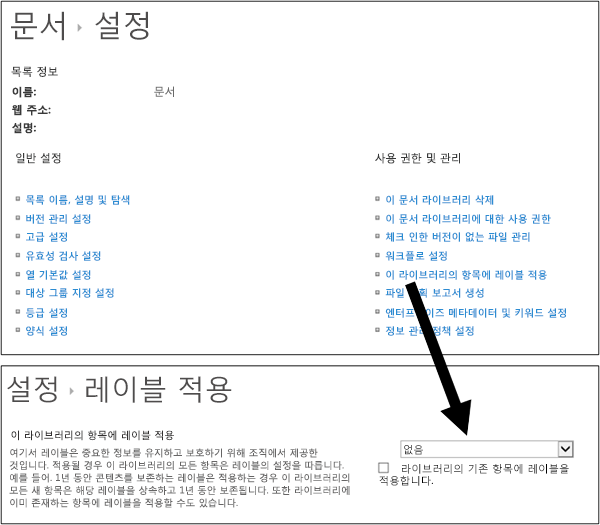 문서 ▸ 설정
목록 정보
이름: 문서
웹 주소:
설명:
일반 설정
목록 이름, 설명 및 탐색
버전 관리 설정
고급 설정
유효성 검사 설정
열 기본값 설정
대상 그룹 지정 설정
등급 설정
양식 설정
사용 권한 및 관리
이 문서 라이브러리 삭제
이 문서 라이브러리에 대한 사용 권한
체크 인한 버전이 없는 파일 관리
워크플로 설정
이 라이브러리의 항목에 레이블 적용
파일 계획 보고서 생성
엔터프라이즈 메타데이터 및 키워드 설정
정보 관리 정책 설정
설정 ▸ 레이블 적용
이 라이브러리의 항목에 레이블 적용
여기서 레이블은 중요한 정보를 유지하고 보호하기 위해 조직에서 제공한
것입니다. 적용될 경우 이 라이브러리의 모든 항목은 레이블의 설정을 따릅니다.
예를 들어, 1년 동안 콘텐츠를 보존하는 레이블은 적용하는 경우 이 라이브러리의
모든 새 항목은 해당 레이블을 상속하고 1년 동안 보존됩니다. 또한 라이브러리에
이미 존재하는 항목에 레이블을 적용할 수도 있습니다.
없음
라이브러리의 기존 항목에 레이블을
적용합니다.